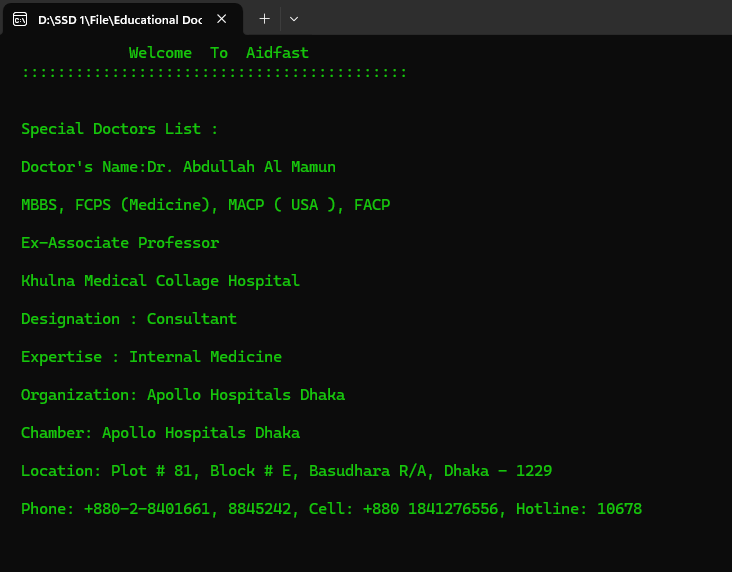 D:\SSD 1\File\Educational Doc
Welcome To Aidfast
:::::::::::::::::::::::::::::::::::::::::::
Special Doctors List :
Doctor's Name:Dr. Abdullah Al Mamun
MBBS, FCPS (Medicine), MACP ( USA ), FACP
Ex-Associate Professor
Khulna Medical Collage Hospital
Designation : Consultant
Expertise : Internal Medicine
Organization: Apollo Hospitals Dhaka
Chamber: Apollo Hospitals Dhaka
Location: Plot # 81, Block # E, Basudhara R/A, Dhaka - 1229
Phone: +880-2-8401661, 8845242, Cell: +880 1841276556, Hotline: 10678